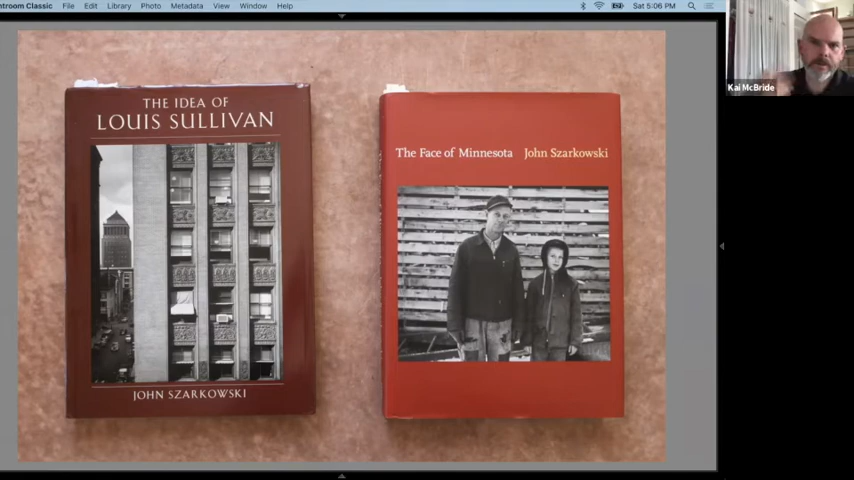 ntroom Classic File Edit Library Photo Metadata View Window Help
Sat 5:06 PM
Kai McBride
THE IDEA OF
LOUIS SULLIVAN
JOHN SZARKOWSKI
The Face of Minnesota John Szarkowski